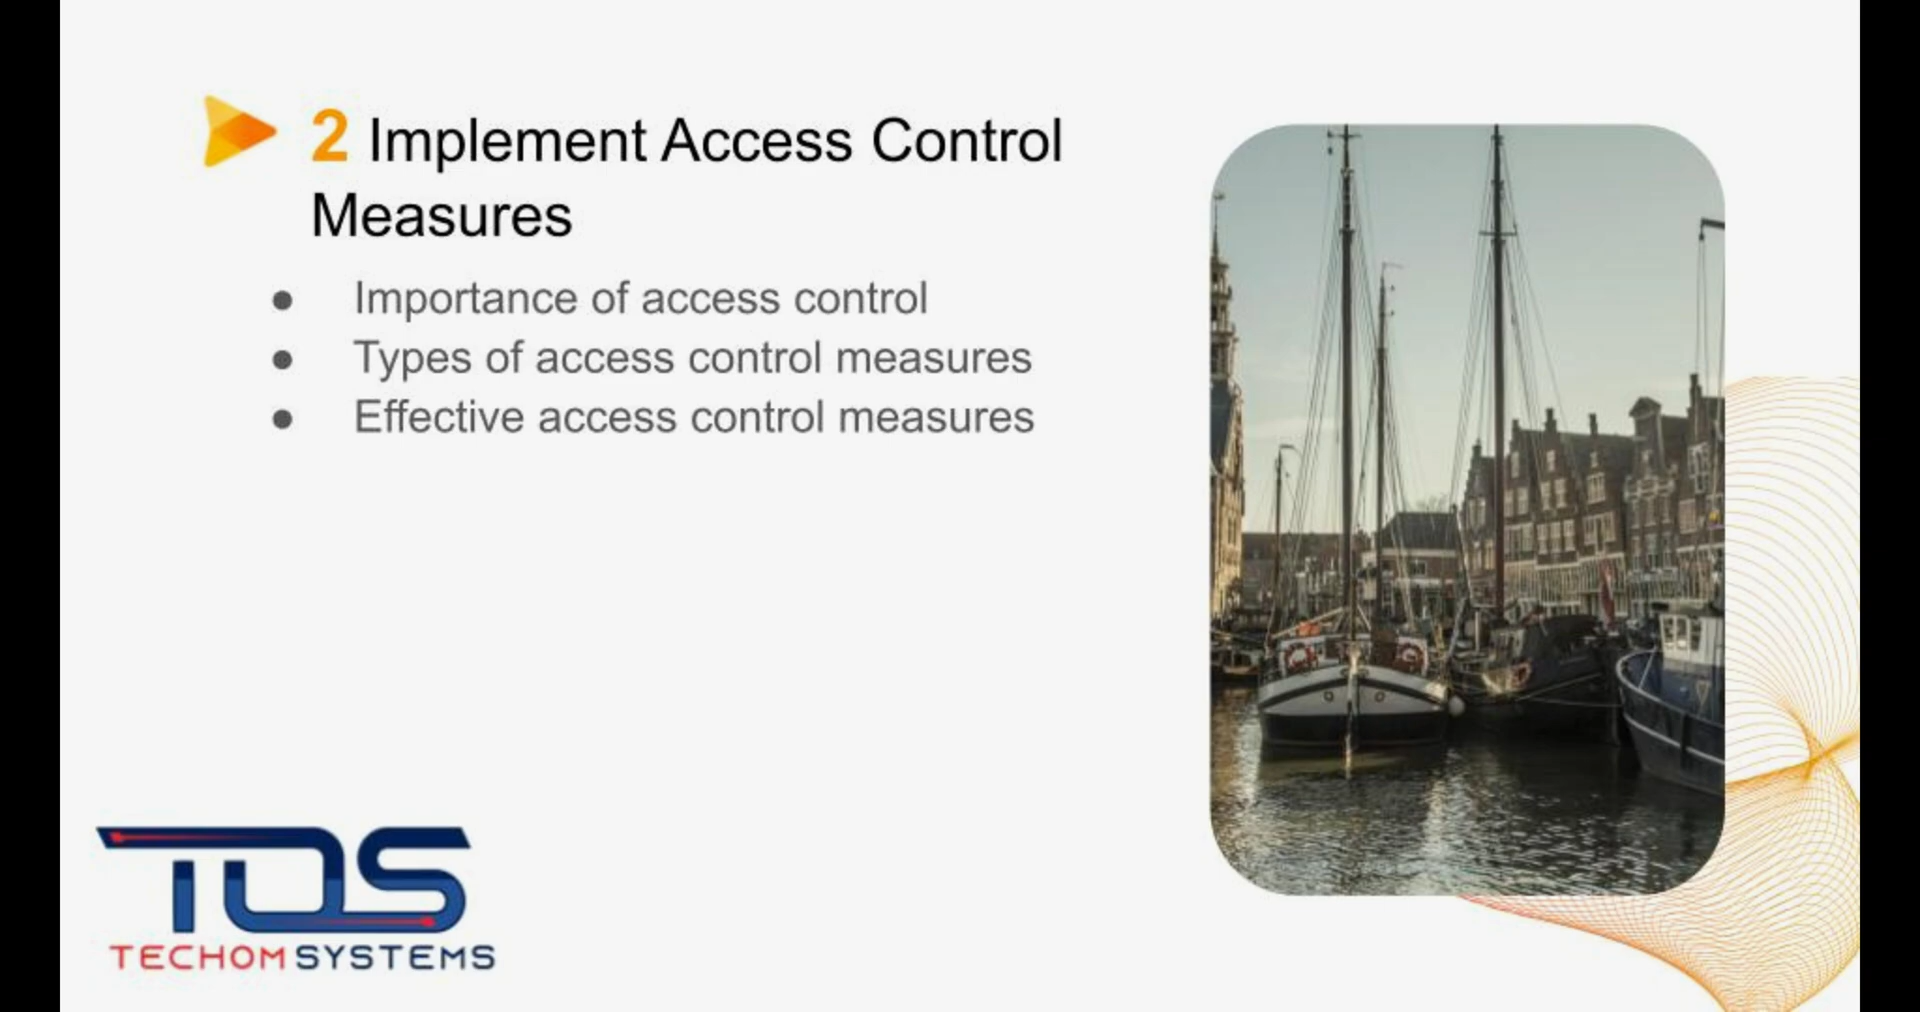 2 Implement Access Control
Measures
● Importance of access control
● Types of access control measures
● Effective access control measures
TOS
TECHOM SYSTEMS